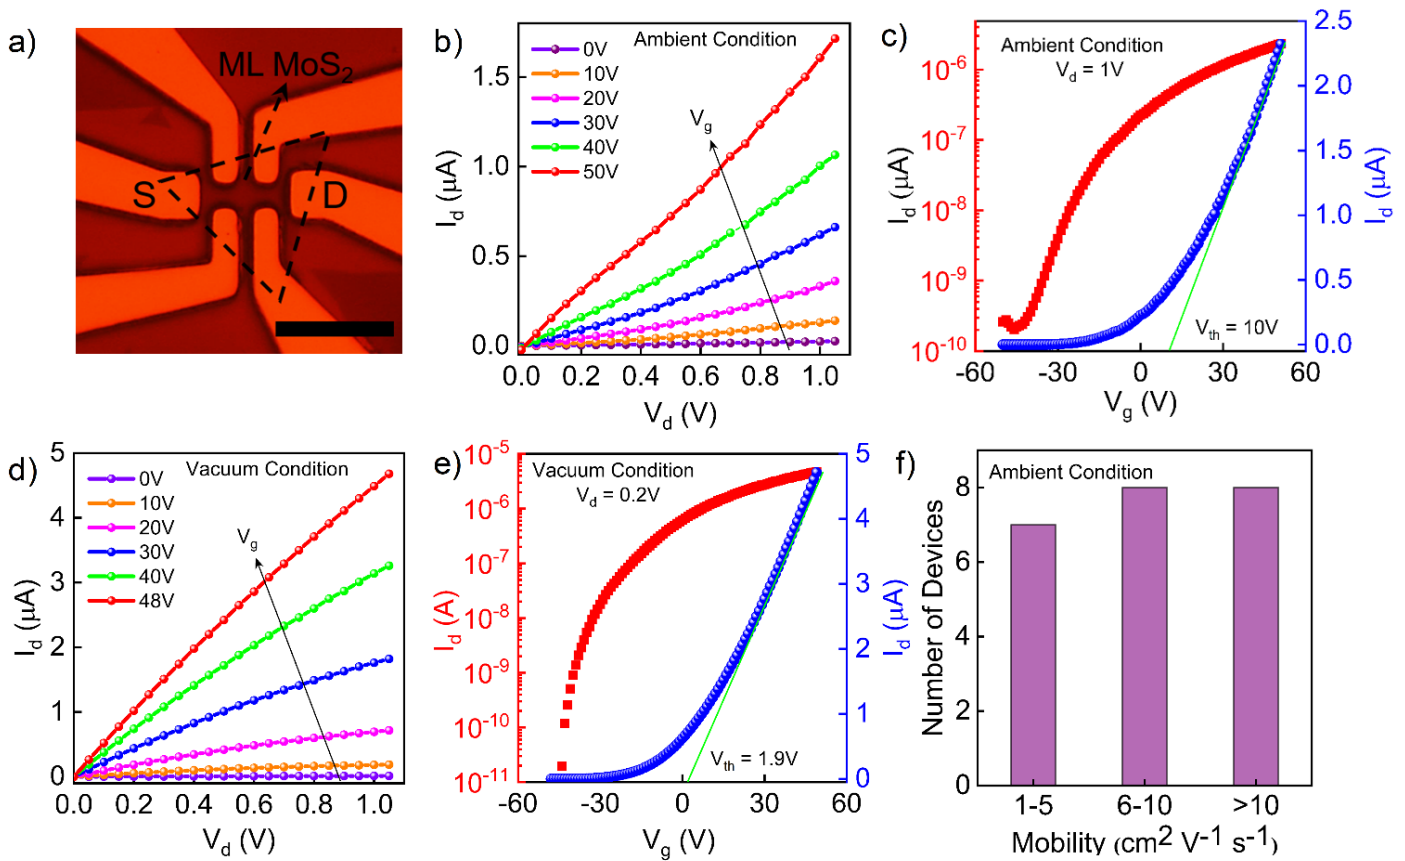 a)
ML MoS2
S
D
b)
Ambient Condition
0V
10V
20V
30V
40V
50V
Vg
1.5
1.0
0.5
0.0
Id (μA)
0.0 0.2 0.4 0.6 0.8 1.0
Vd (V)
c)
Ambient Condition
Vd = 1V
Vth = 10V
10-6
10-7
10-8
10-9
10-10
Id (μA)
2.5
2.0
1.5
1.0
0.5
0.0
Id (μA)
-60 -30 0 30 60
Vg (V)
d)
Vacuum Condition
0V
10V
20V
30V
40V
48V
Vg
5
4
3
2
1
0
Id (μA)
0.0 0.2 0.4 0.6 0.8 1.0
Vd (V)
e)
Vacuum Condition
Vd = 0.2V
Vth = 1.9V
10-5
10-6
10-7
10-8
10-9
10-10
10-11
Id (A)
5
4
3
2
1
0
Id (μA)
-60 -30 0 30 60
Vg (V)
f)
Ambient Condition
8
6
4
2
0
Number of Devices
1-5 6-10 >10
Mobility (cm2 V-1 s-1)